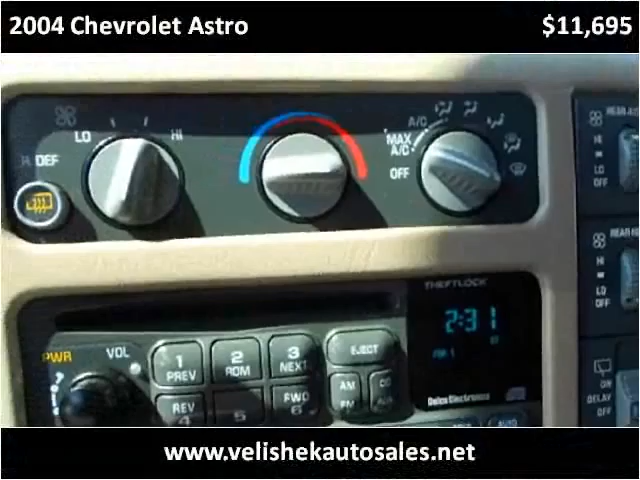 2004 Chevrolet Astro $11,695
LO HI
R DEF
A/C
MAX A/C
OFF
REAR
HI
LO
OFF
THEFTLOCK
2:31
REAR
HI
LO
OFF
PWR VOL
1 PREV
2 RDM
3 NEXT
EJECT
REV 4
5
FWD 6
AM FM
CD
Delco Electronics
AUTO
ON
DELAY
OFF
www.velishekautosales.net